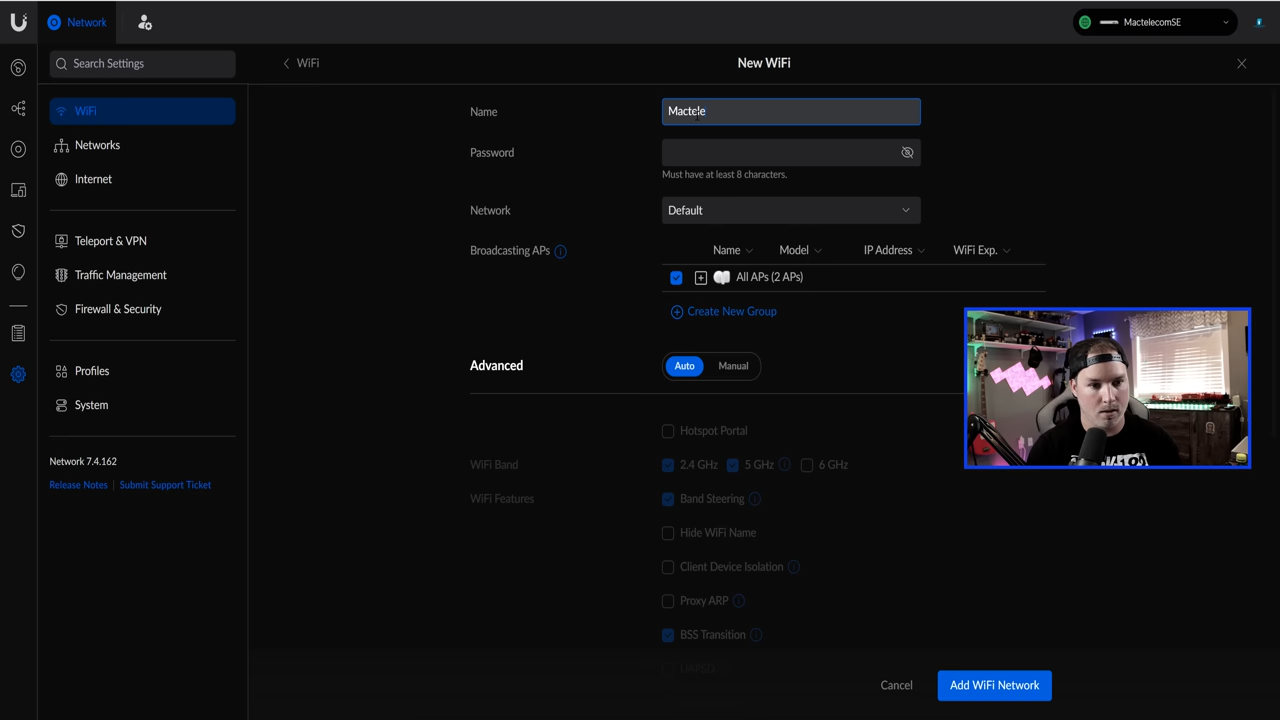 Network
MactelecomSE
Search Settings
WiFi
New WiFi
WiFi
Networks
Internet
Teleport & VPN
Traffic Management
Firewall & Security
Profiles
System
Network 7.4.162
Release Notes | Submit Support Ticket
Name
Mactele
Password
Must have at least 8 characters.
Network
Default
Broadcasting APs
Name
Model
IP Address
WiFi Exp.
All APs (2 APs)
Create New Group
Advanced
Auto
Manual
Hotspot Portal
WiFi Band
2.4 GHz
5 GHz
6 GHz
WiFi Features
Band Steering
Hide WiFi Name
Client Device Isolation
Proxy ARP
BSS Transition
UAPSD
Cancel
Add WiFi Network